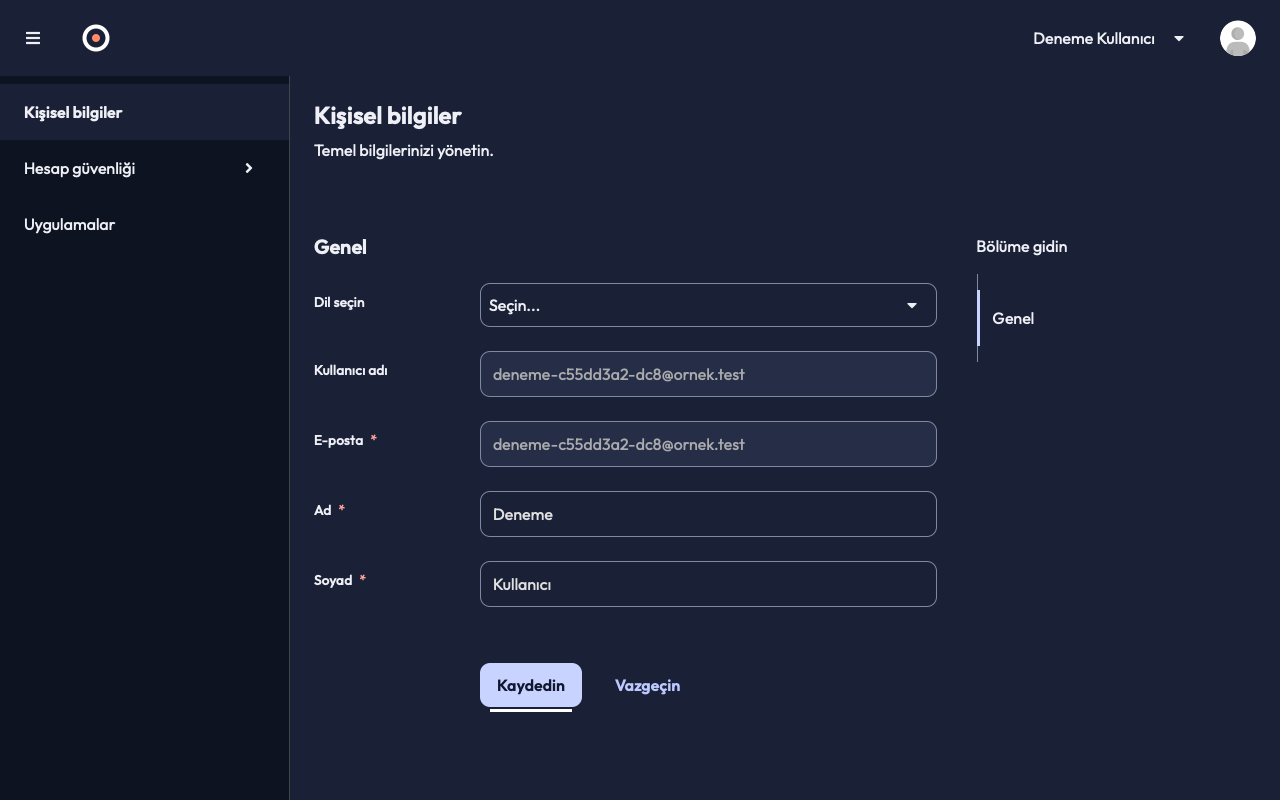 Deneme Kullanıcı
Kişisel bilgiler
Hesap güvenliği
Uygulamalar
Kişisel bilgiler
Temel bilgilerinizi yönetin.
Genel
Dil seçin
Seçin...
Kullanıcı adı
deneme-c55dd3a2-dc8@ornek.test
E-posta *
deneme-c55dd3a2-dc8@ornek.test
Ad *
Deneme
Soyad *
Kullanıcı
Kaydedin
Vazgeçin
Bölüme gidin
Genel